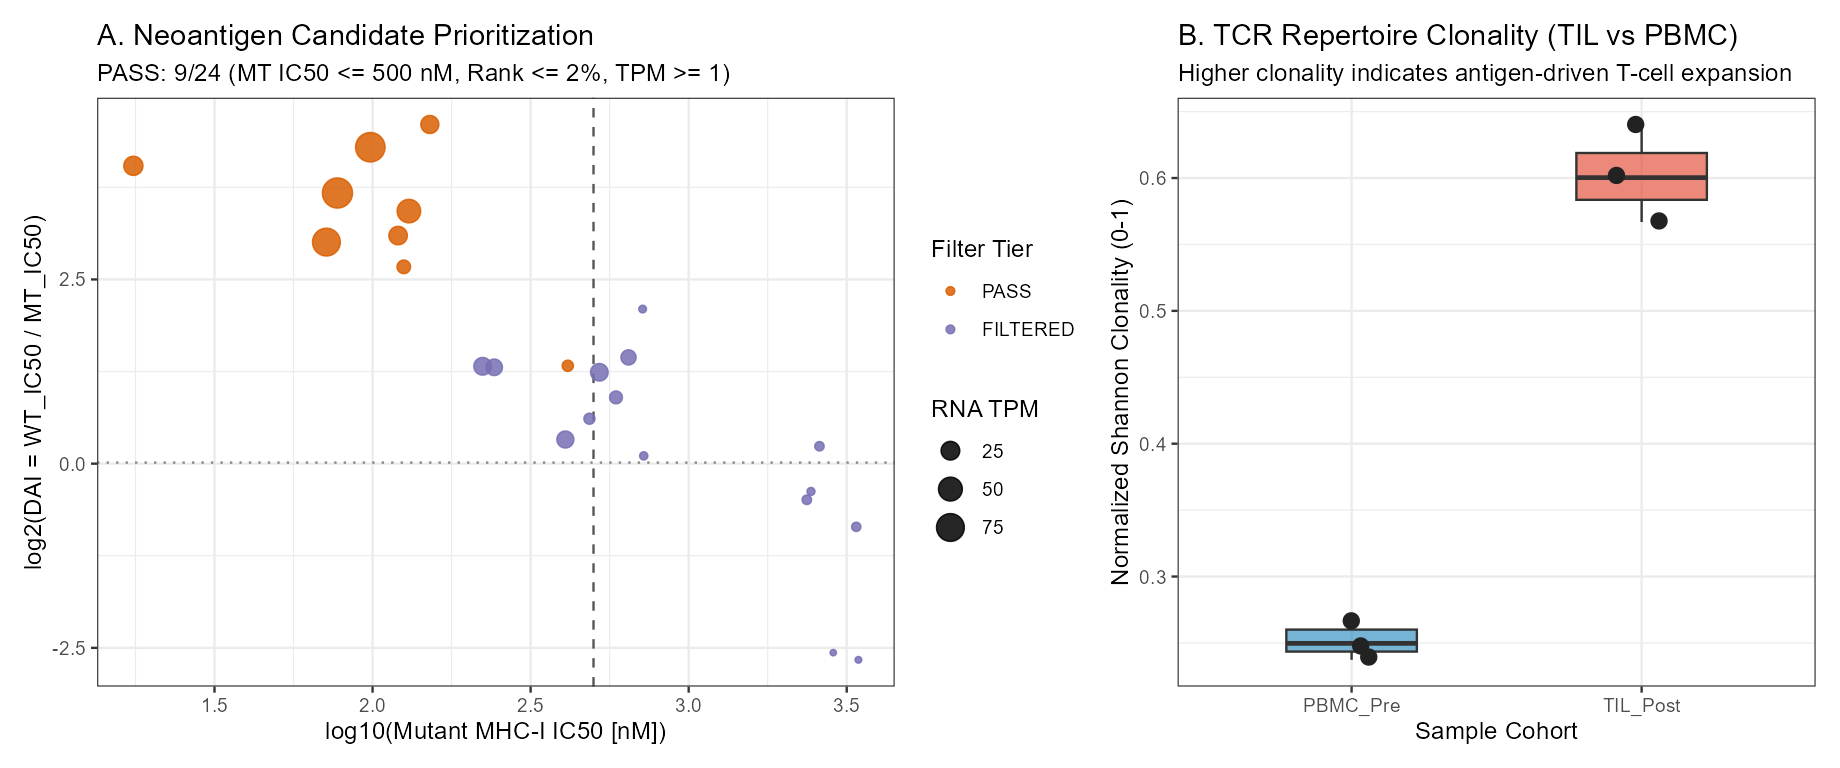 A. Neoantigen Candidate Prioritization
PASS: 9/24 (MT IC50 <= 500 nM, Rank <= 2%, TPM >= 1)
log2(DAI = WT_IC50 / MT_IC50)
2.5
0.0
-2.5
1.5
2.0
2.5
3.0
3.5
log10(Mutant MHC-I IC50 [nM])
Filter Tier
PASS
FILTERED
RNA TPM
25
50
75
B. TCR Repertoire Clonality (TIL vs PBMC)
Higher clonality indicates antigen-driven T-cell expansion
Normalized Shannon Clonality (0-1)
0.6
0.5
0.4
0.3
PBMC_Pre
TIL_Post
Sample Cohort